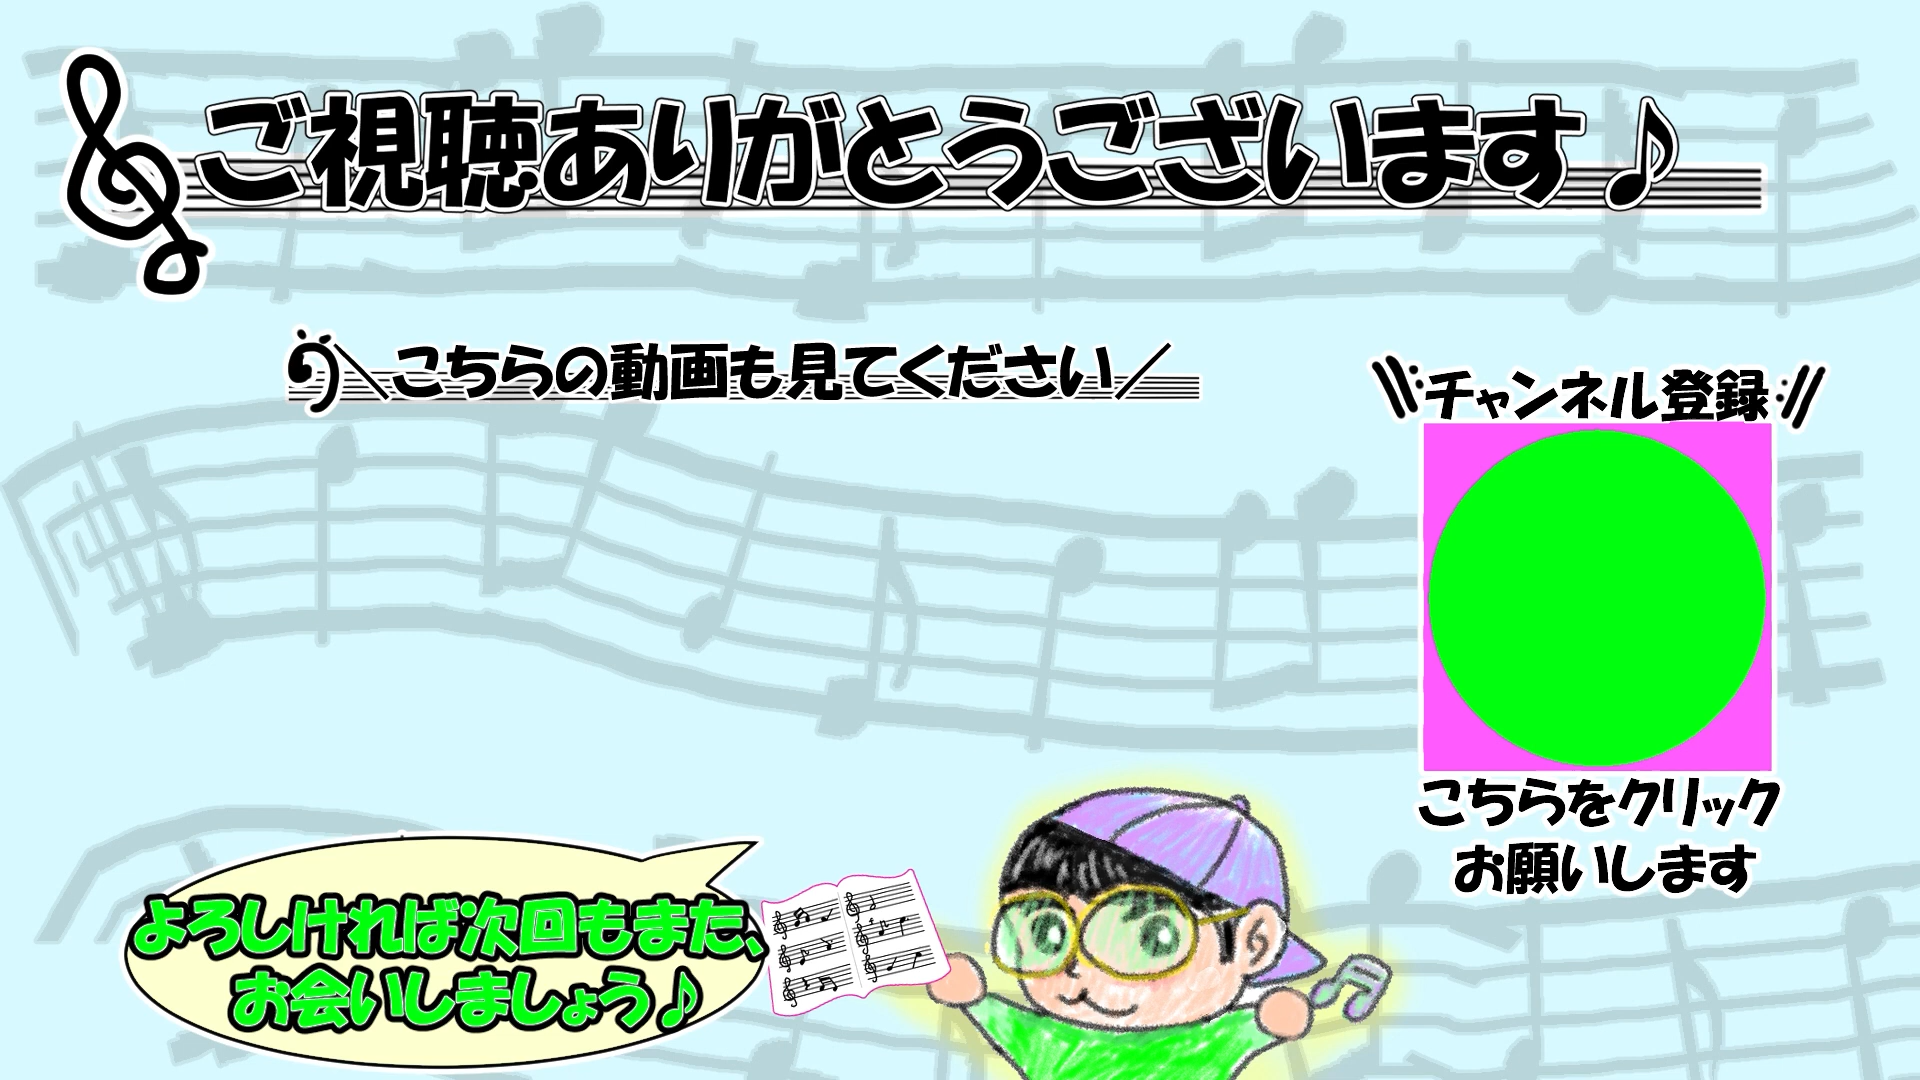 ご視聴ありがとうございます♪
＼こちらの動画も見てください／
チャンネル登録
こちらをクリック
お願いします
よろしければ次回もまた、
お会いしましょう♪